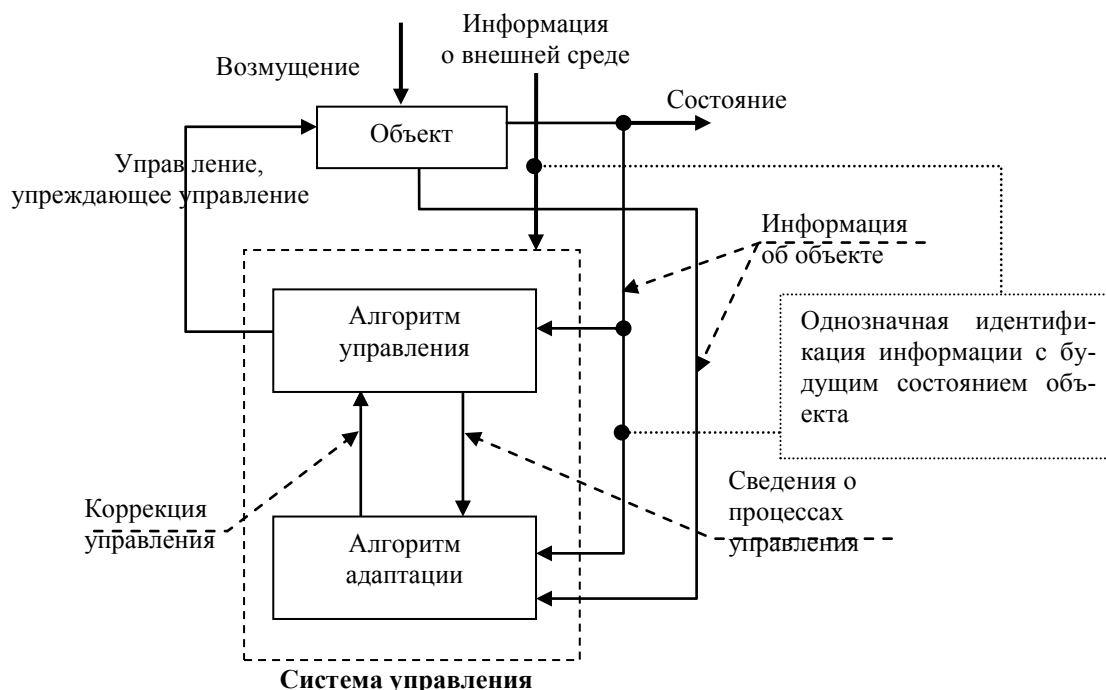 Информация
о внешней среде
Возмущение
Состояние
Объект
Управ ление,
упреждающее управление
Информация
об объекте
Алгоритм
управления
Однозначная идентифи-
кация информации с бу-
дущим состоянием объ-
екта
Коррекция
управления
Сведения о
процессах
управления
Алгоритм
адаптации
Система управления